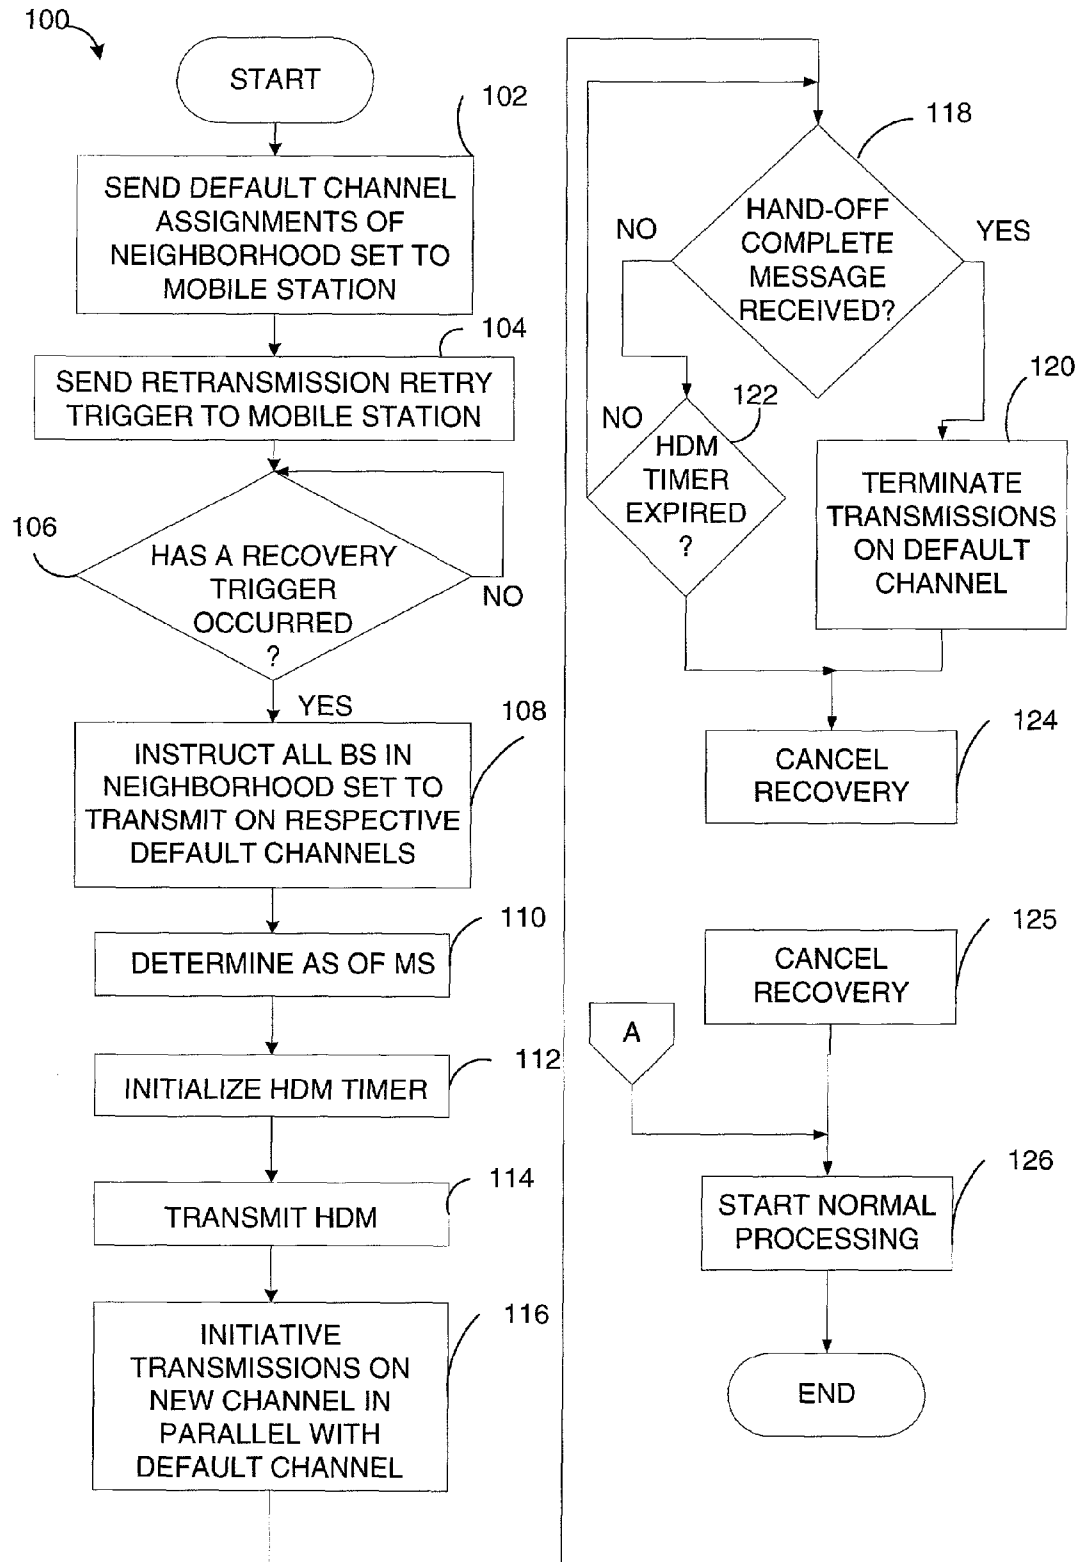 100
START
102
SEND DEFAULT CHANNEL
ASSIGNMENTS OF
NEIGHBORHOOD SET TO
MOBILE STATION
104
SEND RETRANSMISSION RETRY
TRIGGER TO MOBILE STATION
106
HAS A RECOVERY
TRIGGER
OCCURRED
?
NO
YES
108
INSTRUCT ALL BS IN
NEIGHBORHOOD SET TO
TRANSMIT ON RESPECTIVE
DEFAULT CHANNELS
110
DETERMINE AS OF MS
112
INITIALIZE HDM TIMER
114
TRANSMIT HDM
116
INITIATIVE
TRANSMISSIONS ON
NEW CHANNEL IN
PARALLEL WITH
DEFAULT CHANNEL
118
HAND-OFF
COMPLETE
MESSAGE
RECEIVED?
NO
YES
120
TERMINATE
TRANSMISSIONS
ON DEFAULT
CHANNEL
122
NO
HDM
TIMER
EXPIRED
?
124
CANCEL
RECOVERY
125
CANCEL
RECOVERY
A
126
START NORMAL
PROCESSING
END